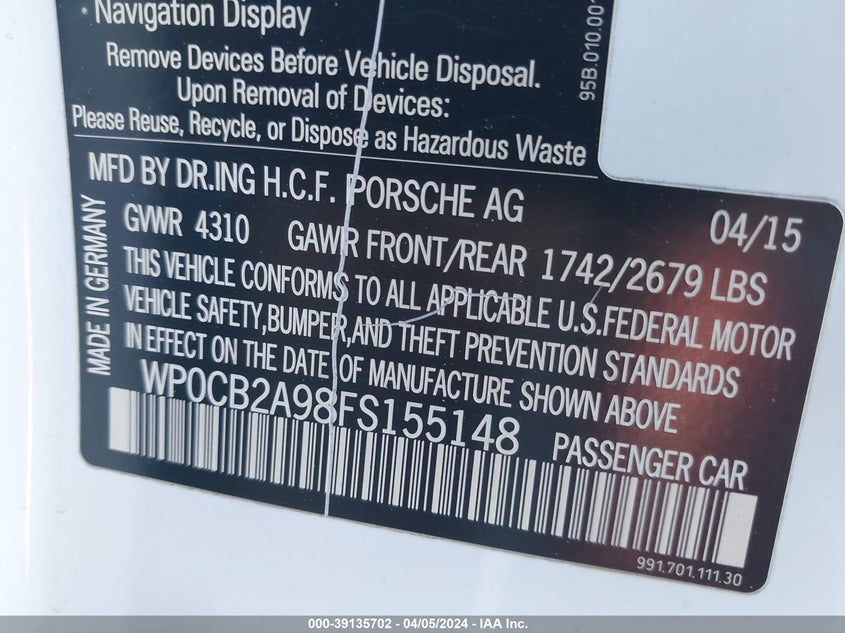 · Navigation Display
Remove Devices Before Vehicle Disposal.
Upon Removal of Devices:
Please Reuse, Recycle, or Dispose as Hazardous Waste
95B.010.001
MFD BY DR.ING H.C.F. PORSCHE AG 04/15
GVWR 4310 GAWR FRONT/REAR 1742/2679 LBS
THIS VEHICLE CONFORMS TO ALL APPLICABLE U.S.FEDERAL MOTOR
VEHICLE SAFETY,BUMPER,AND THEFT PREVENTION STANDARDS
IN EFFECT ON THE DATE OF MANUFACTURE SHOWN ABOVE
WP0CB2A98FS155148 PASSENGER CAR
MADE IN GERMANY
991.701.111.30
000-39135702 - 04/05/2024 - IAA Inc.